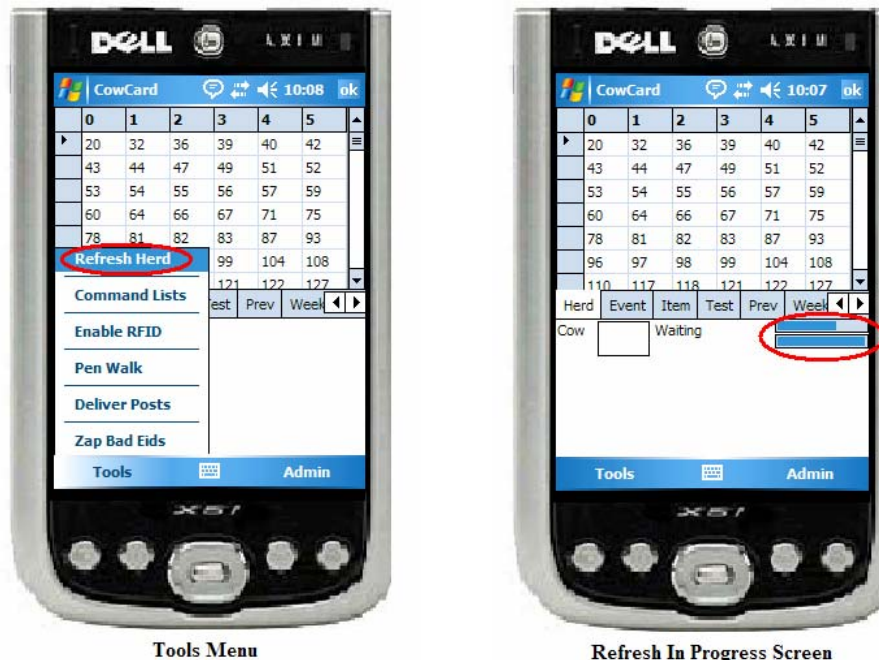 DELL AXIM
CowCard 10:08 ok
0 1 2 3 4 5
20 32 36 39 40 42
43 44 47 49 51 52
53 54 55 56 57 59
60 64 66 67 71 75
78 81 82 83 87 93
Refresh Herd 99 104 108
121 122 127
Command Lists est Prev Week
Enable RFID
Pen Walk
Deliver Posts
Zap Bad Eids
Tools Admin
X51
Tools Menu
DELL AXIM
CowCard 10:07 ok
0 1 2 3 4 5
20 32 36 39 40 42
43 44 47 49 51 52
53 54 55 56 57 59
60 64 66 67 71 75
78 81 82 83 87 93
96 97 98 99 104 108
110 117 118 121 122 127
Herd Event Item Test Prev Week
Cow Waiting
Tools Admin
X51
Refresh In Progress Screen